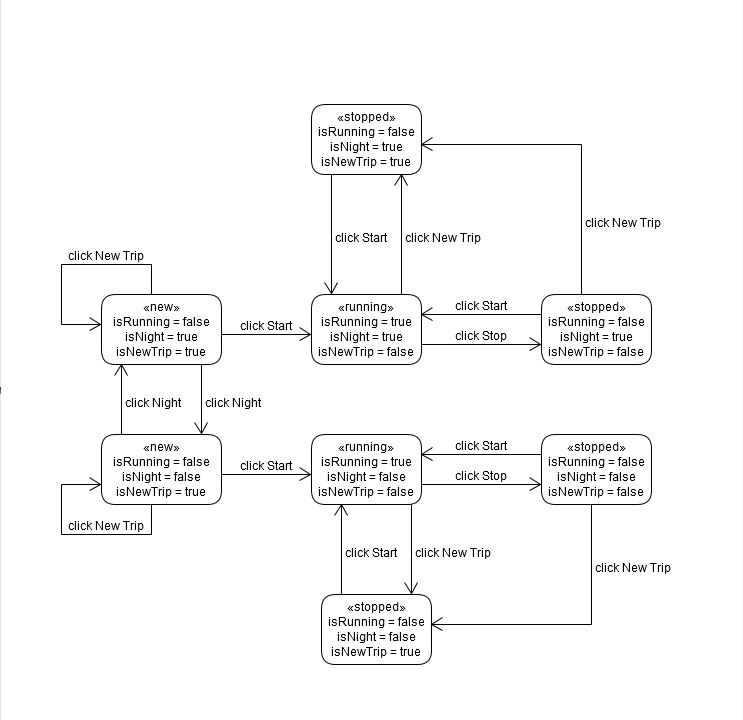 «stopped»
isRunning = false
isNight = true
isNewTrip = true
click New Trip
click Start
click New Trip
click New Trip
«new»
isRunning = false
isNight = true
isNewTrip = true
click Start
«running»
isRunning = true
isNight = true
isNewTrip = false
click Start
click Stop
«stopped»
isRunning = false
isNight = true
isNewTrip = false
click Night
click Night
«new»
isRunning = false
isNight = false
isNewTrip = true
click New Trip
click Start
«running»
isRunning = true
isNight = false
isNewTrip = false
click Start
click Stop
«stopped»
isRunning = false
isNight = false
isNewTrip = false
click Start
click New Trip
click New Trip
«stopped»
isRunning = false
isNight = false
isNewTrip = true